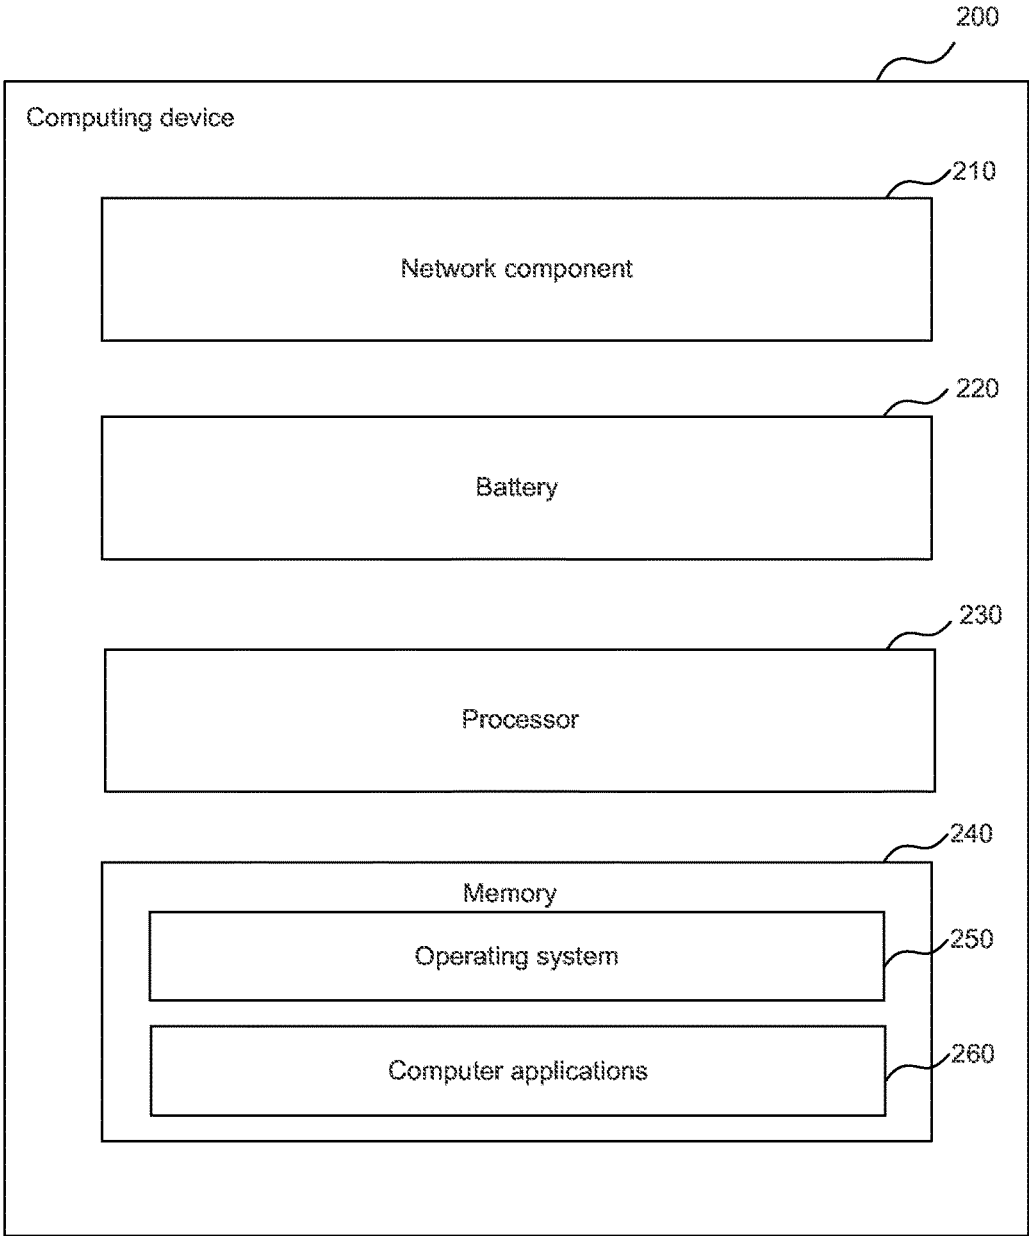 200
Computing device
210
Network component
220
Battery
230
Processor
240
Memory
Operating system
250
Computer applications
260